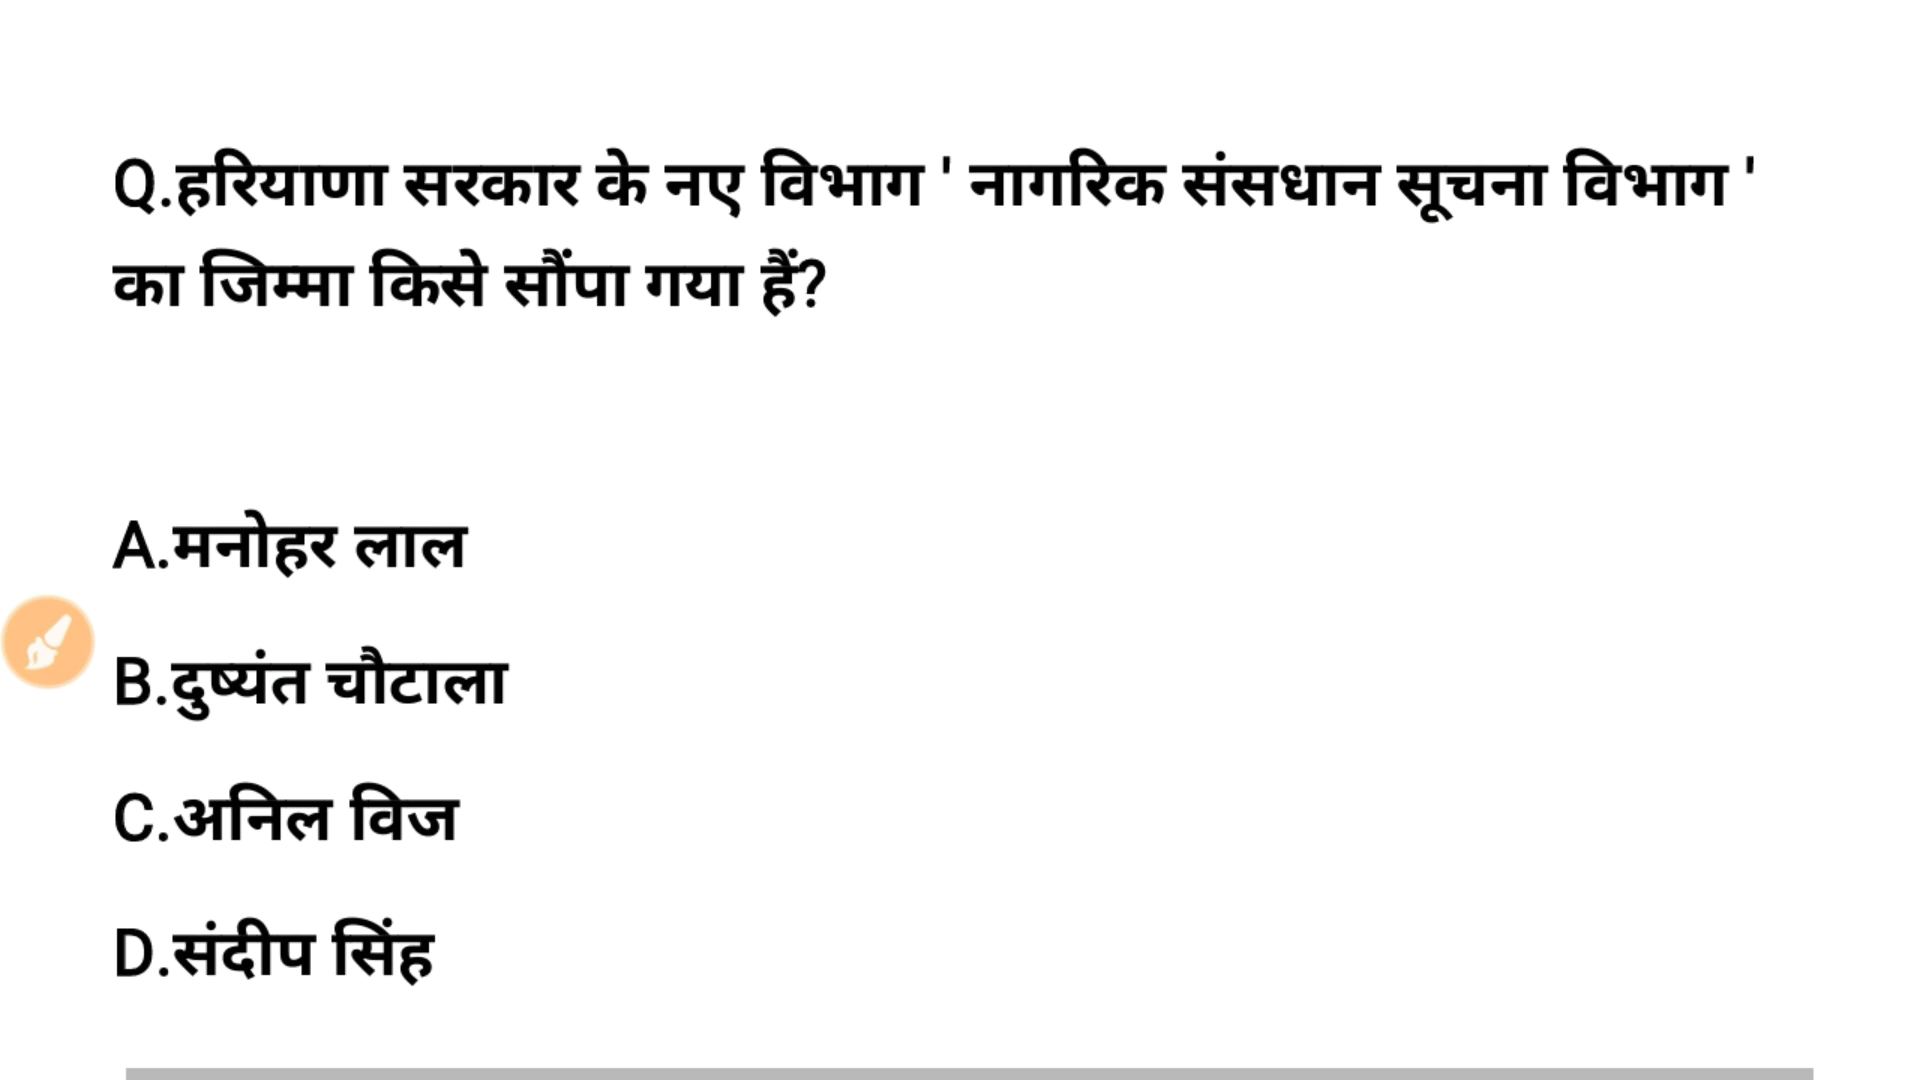 Q.हरियाणा सरकार के नए विभाग ' नागरिक संसधान सूचना विभाग '
का जिम्मा किसे सौंपा गया हैं?
A.मनोहर लाल
B.दुष्यंत चौटाला
C.अनिल विज
D.संदीप सिंह